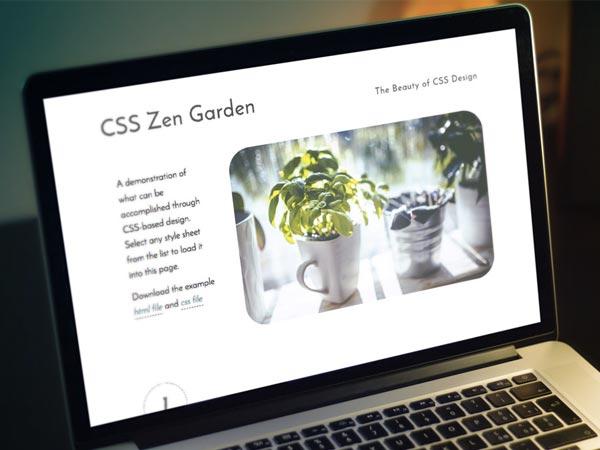 CSS Zen Garden
The Beauty of CSS Design
A demonstration of
what can be
accomplished through
CSS-based design.
Select any style sheet
from the list to load it
into this page.
Download the example
html file and css file
1